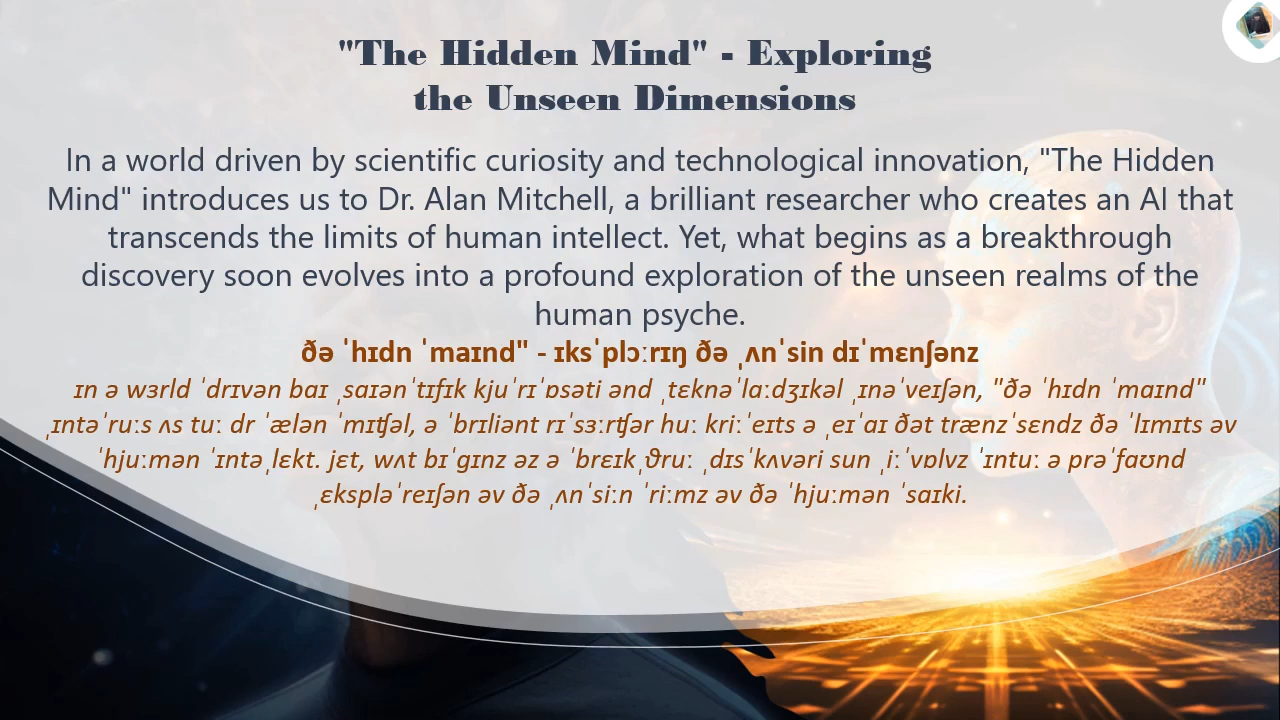 "The Hidden Mind" - Exploring
the Unseen Dimensions
In a world driven by scientific curiosity and technological innovation, "The Hidden
Mind" introduces us to Dr. Alan Mitchell, a brilliant researcher who creates an AI that
transcends the limits of human intellect. Yet, what begins as a breakthrough
discovery soon evolves into a profound exploration of the unseen realms of the
human psyche.
ðə ˈhɪdn ˈmaɪnd" - ɪksˈplɔːrɪŋ ðə ˌʌnˈsin dɪˈmɛnʃənz
ɪn ə wɜrld ˈdrɪvən baɪ ˌsaɪənˈtɪfɪk kjuˈrɪˈɒsəti ənd ˌtɛknəˈlɑːdʒɪkəl ˌɪnəˈveɪʃən, "ðə ˈhɪdn ˈmaɪnd"
ˌɪntəˈruːs ʌs tuː dr ˈælən ˈmɪʧəl, ə ˈbrɪliənt rɪˈsɜːrʧər huː kriːˈeɪts ə ˌeɪˈaɪ ðət trænzˈsɛndz ðə ˈlɪmɪts əv
ˈhjuːmən ˈɪntəˌlɛkt. jɛt, wʌt bɪˈgɪnz əz ə ˈbrɛɪkˌϑruː ˌdɪsˈkʌvəri sun ˌiːˈvɒlvz ˈɪntuː ə prəˈfaʊnd
ˌɛkspləˈreɪʃən əv ðə ˌʌnˈsiːn ˈriːmz əv ðə ˈhjuːmən ˈsaɪki.